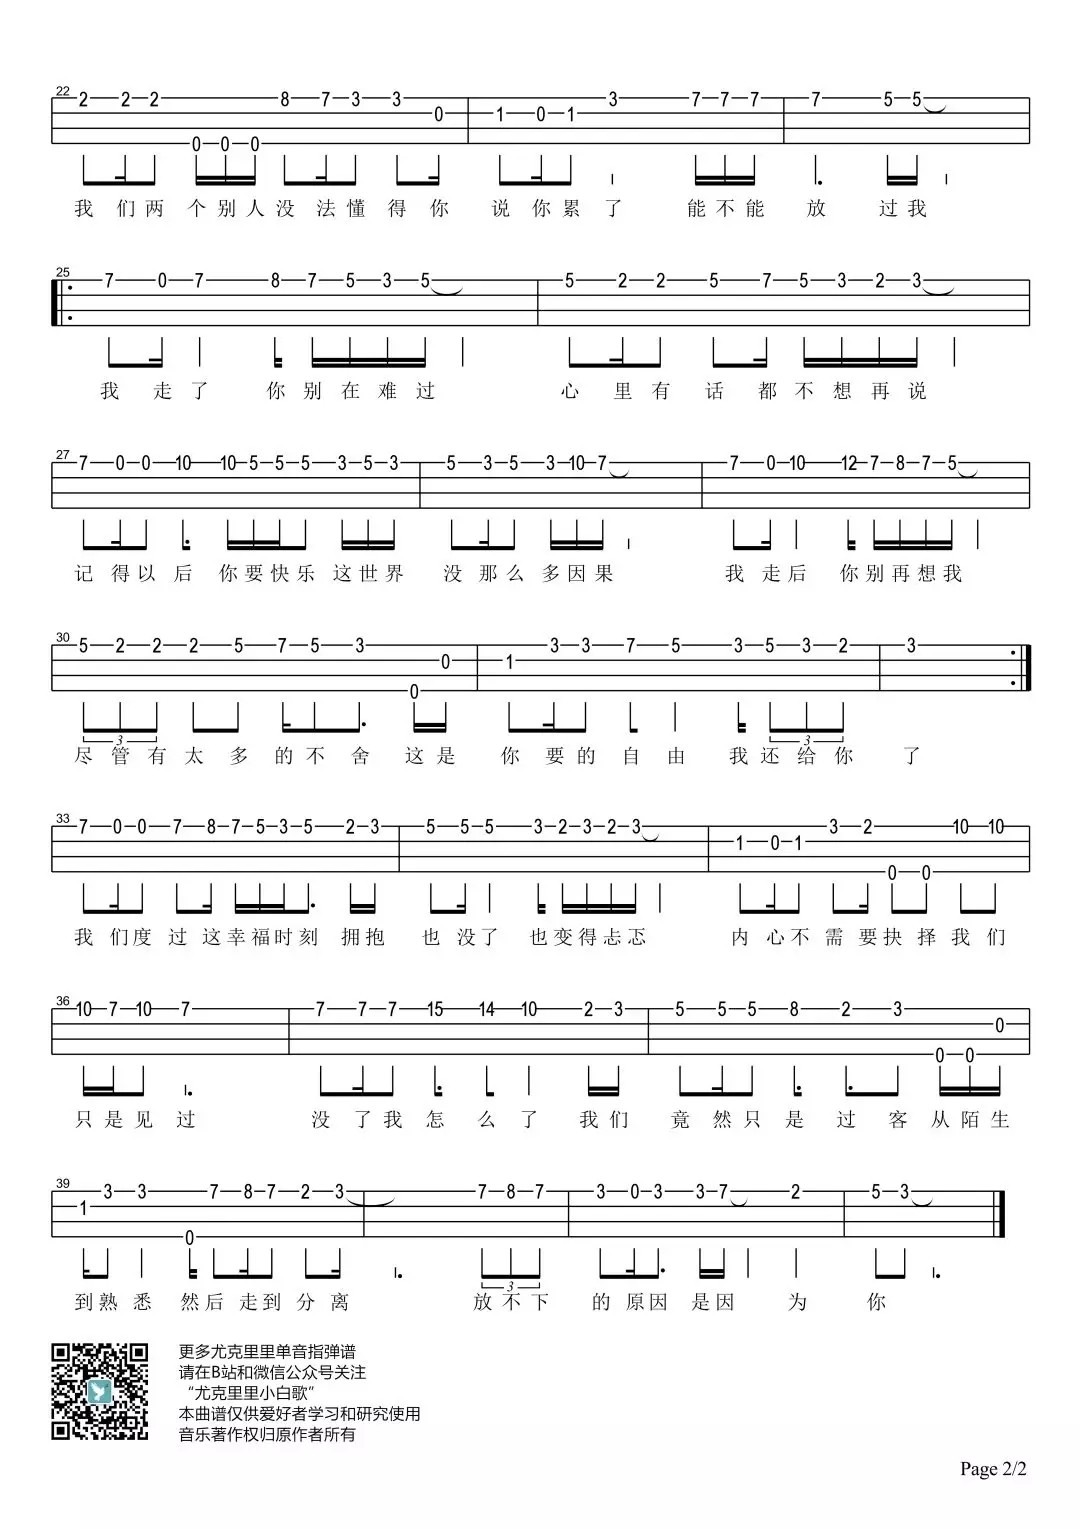 22
2 2 2 0 0 0 8 7 3 3 0 1 0 1 3 7 7 7 7 5 5
我们两个别人没法懂得你说你累了能不能放过我
25
7 0 7 8 7 5 3 5 5 2 2 5 7 5 3 2 3
我走了你别在难过心里有话都不想再说
27
7 0 0 10 10 5 5 5 3 5 3 5 3 5 3 10 7 7 0 10 12 7 8 7 5
记得以后你要快乐这世界没那么多因果我走后你别再想我
30
5 2 2 2 5 7 5 3 0 0 1 3 3 7 5 3 5 3 2 3
3 3
尽管有太多的不舍这是你要的自由我还给你了
33
7 0 0 7 8 7 5 3 5 2 3 5 5 5 3 2 3 2 3 1 0 1 3 2 0 0 10 10
我们度过这幸福时刻拥抱也没了也变得忐忑内心不需要抉择我们
36
10 7 10 7 7 7 7 15 14 10 2 3 5 5 5 8 2 3 0 0 0
只是见过没了我怎么了我们竟然只是过客从陌生
39
1 3 3 0 7 8 7 2 3 7 8 7 3 0 3 3 7 2 5 3
3
到熟悉然后走到分离放不下的原因是因为你
更多尤克里里单音指弹谱
请在B站和微信公众号关注
“尤克里里小白歌”
本曲谱仅供爱好者学习和研究使用
音乐著作权归原作者所有
Page 2/2